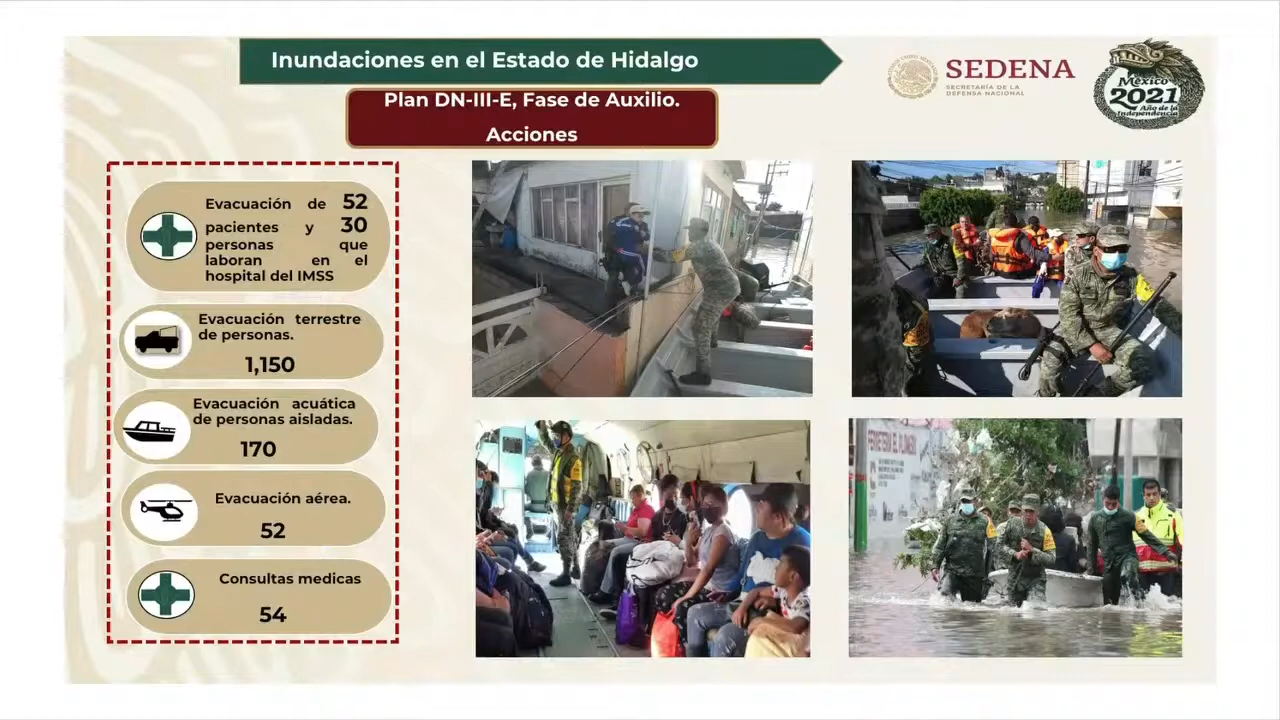 Inundaciones en el Estado de Hidalgo
Plan DN-III-E, Fase de Auxilio.
Acciones
SEDENA
SECRETARÍA DE LA
DEFENSA NACIONAL
México
2021
Año de la
Independencia
Evacuación de 52
pacientes y 30
personas que
laboran en el
hospital del IMSS
Evacuación terrestre
de personas.
1,150
Evacuación acuática
de personas aisladas.
170
Evacuación aérea.
52
Consultas medicas
54